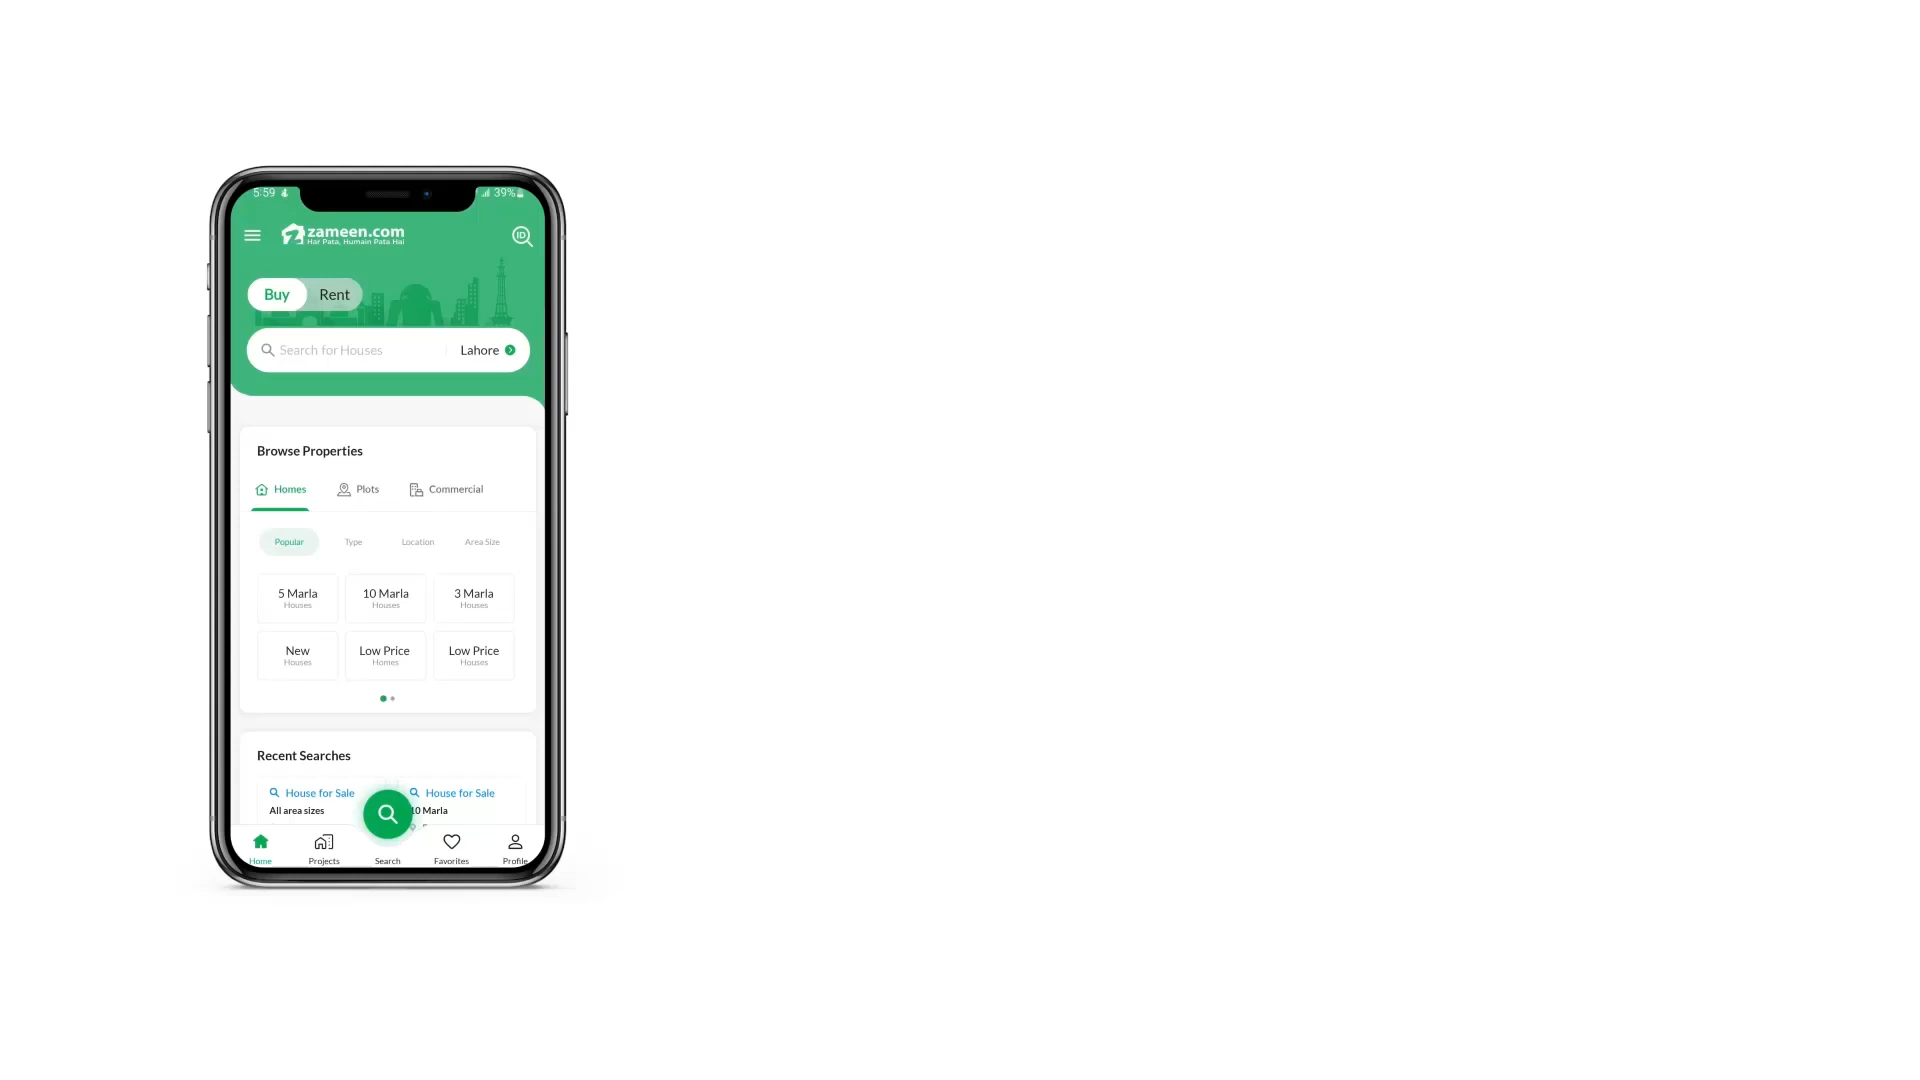 5:59
39%
zameen.com
Har Pata, Humain Pata Hai
ID
Buy
Rent
Search for Houses
Lahore
Browse Properties
Homes
Plots
Commercial
Popular
Type
Location
Area Size
5 Marla
Houses
10 Marla
Houses
3 Marla
Houses
New
Houses
Low Price
Homes
Low Price
Houses
Recent Searches
House for Sale
All area sizes
House for Sale
10 Marla
Home
Projects
Search
Favorites
Profile